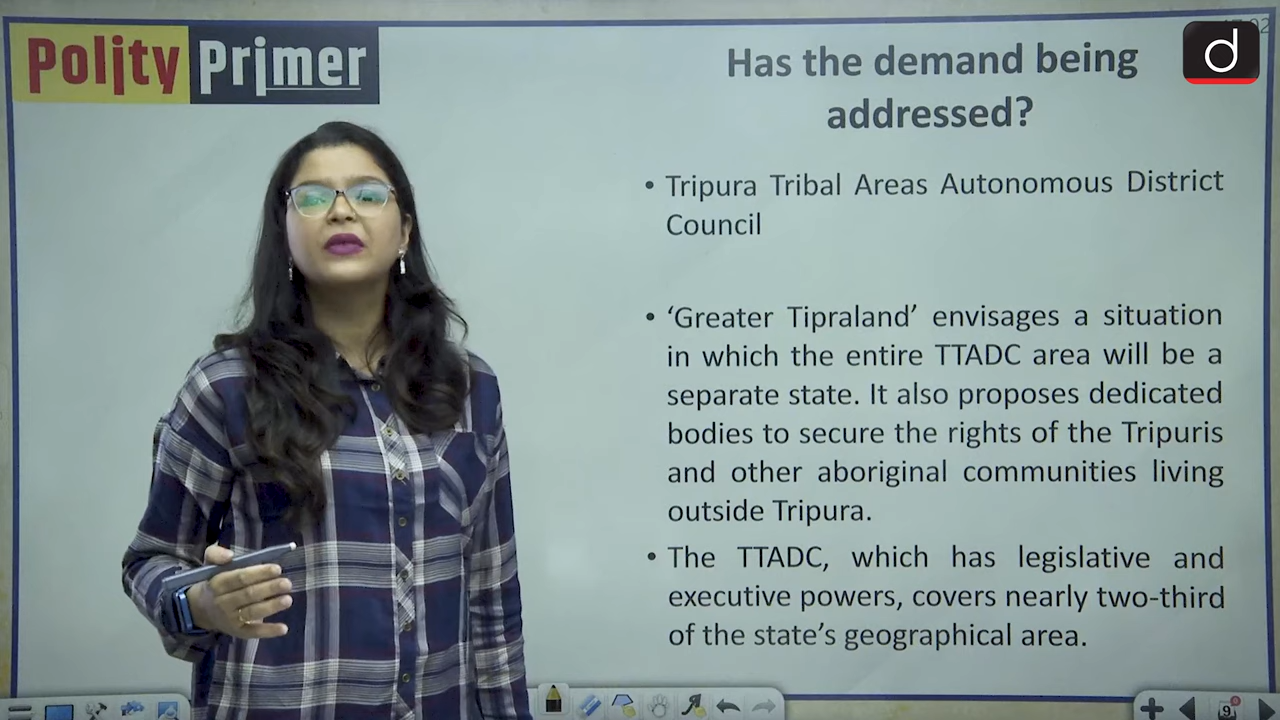 Polity Primer
d
Has the demand being
addressed?
• Tripura Tribal Areas Autonomous District
Council
• ‘Greater Tipraland’ envisages a situation
in which the entire TTADC area will be a
separate state. It also proposes dedicated
bodies to secure the rights of the Tripuris
and other aboriginal communities living
outside Tripura.
• The TTADC, which has legislative and
executive powers, covers nearly two-third
of the state’s geographical area.
9